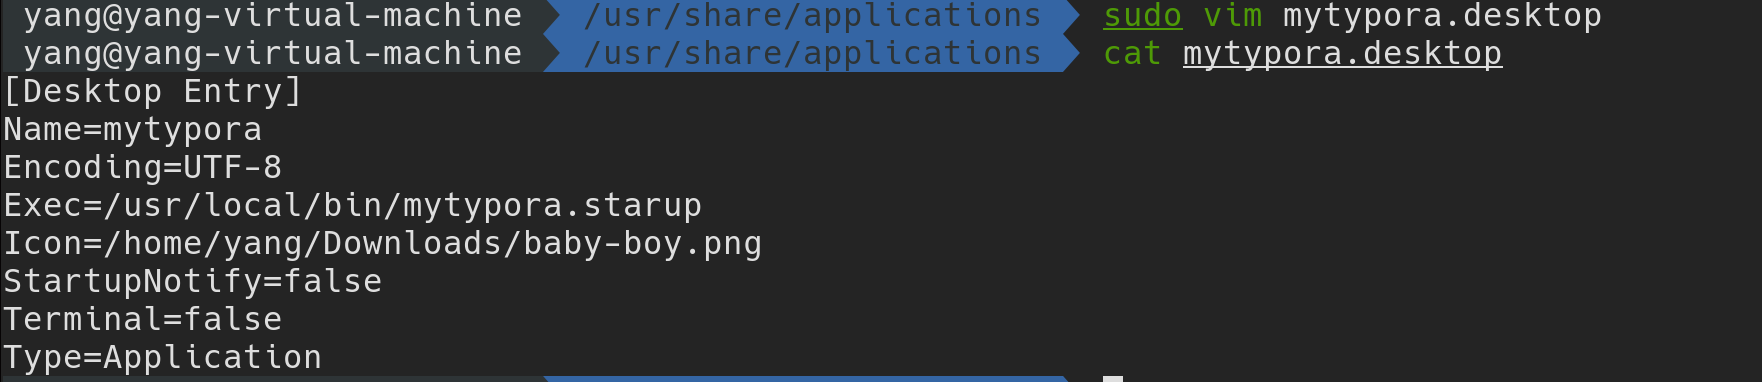 yang@yang-virtual-machine /usr/share/applications sudo vim mytypora.desktop
yang@yang-virtual-machine /usr/share/applications cat mytypora.desktop
[Desktop Entry]
Name=mytypora
Encoding=UTF-8
Exec=/usr/local/bin/mytypora.starup
Icon=/home/yang/Downloads/baby-boy.png
StartupNotify=false
Terminal=false
Type=Application